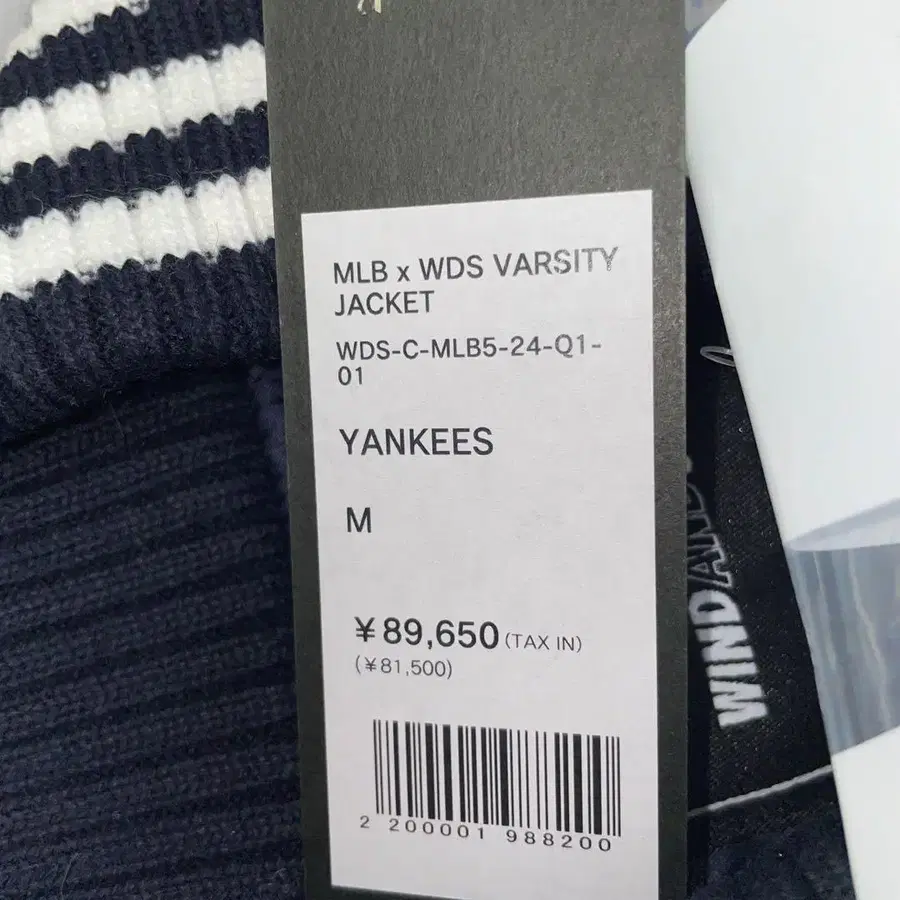 MLB x WDS VARSITY
JACKET
WDS-C-MLB5-24-Q1-
01
YANKEES
M
¥89,650 (TAX IN)
(¥81,500)
2 200001 988200
WINDAND